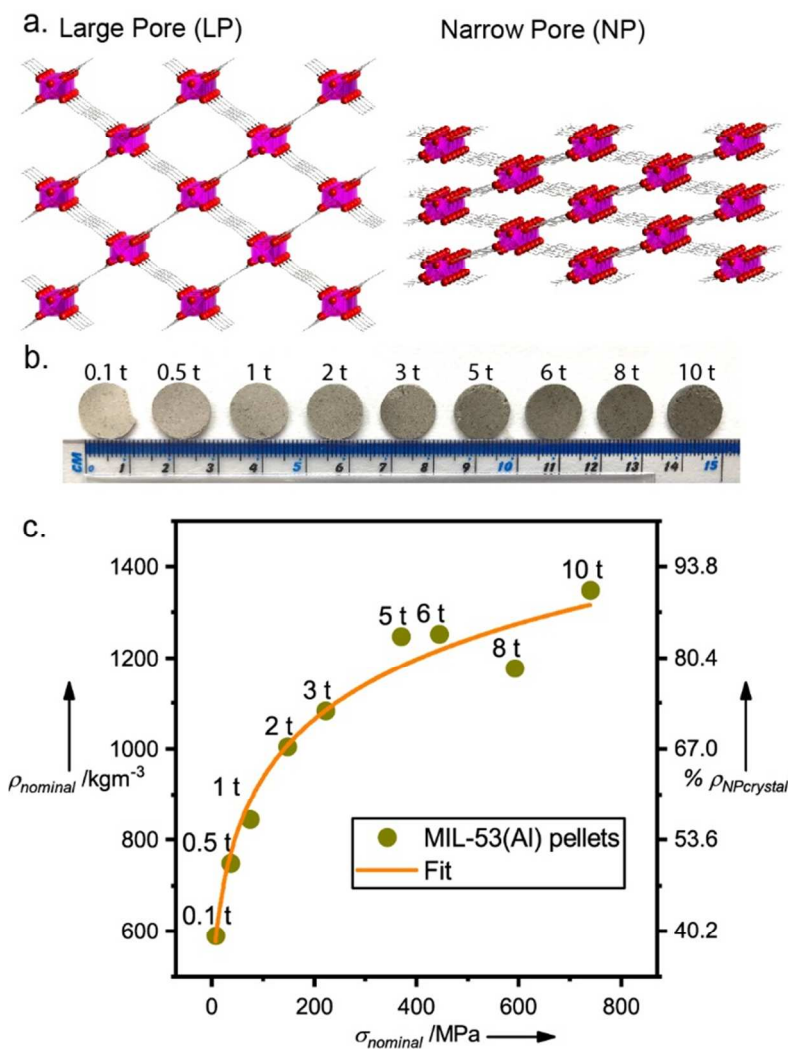 a. Large Pore (LP) Narrow Pore (NP)
b.
0.1 t 0.5 t 1 t 2 t 3 t 5 t 6 t 8 t 10 t
CM 0 1 2 3 4 5 6 7 8 9 10 11 12 13 14 15
c.
1400 93.8
10 t
5 t 6 t
1200 80.4
8 t
3 t
2 t
1000 67.0
ρnominal /kgm-3 % ρNPcrystal
1 t
800 53.6
0.5 t
MIL-53(Al) pellets
Fit
0.1 t
600 40.2
0 200 400 600 800
σnominal /MPa